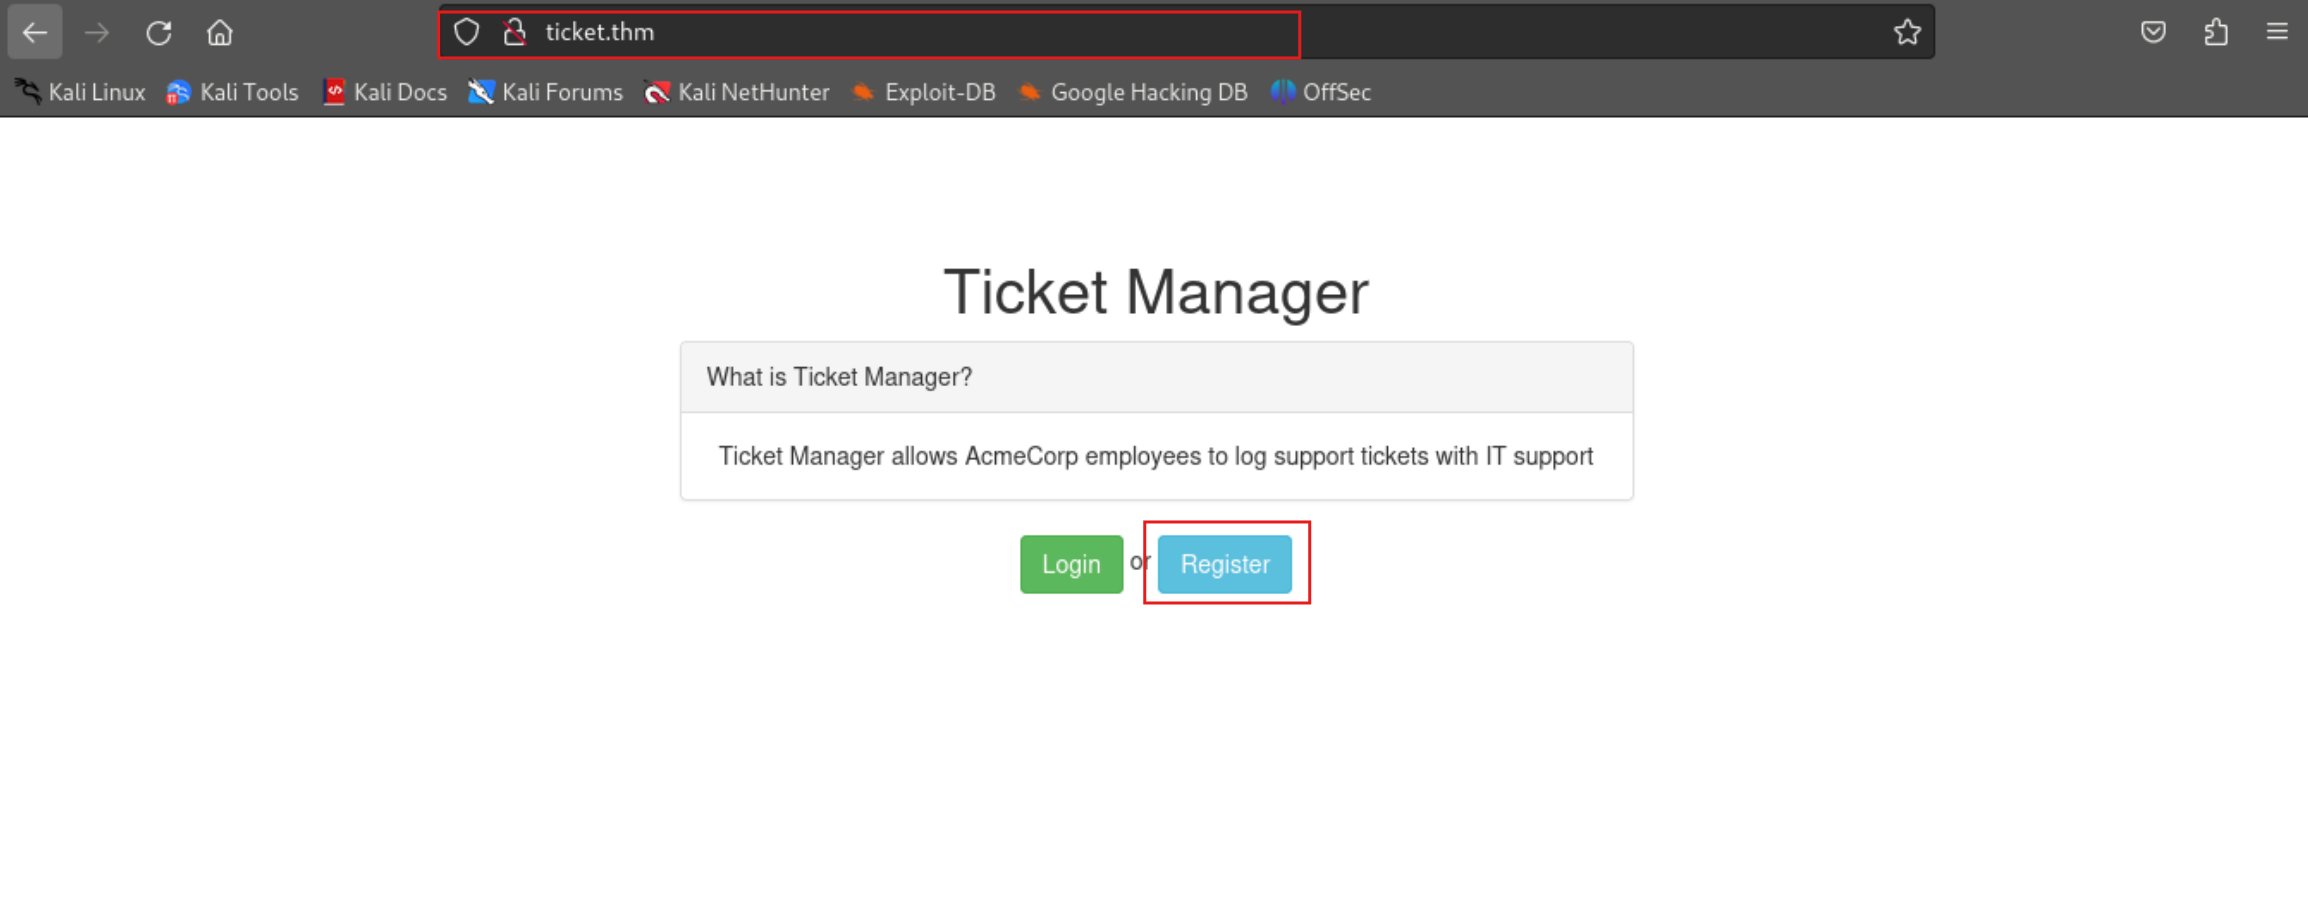 ticket.thm
Kali Linux Kali Tools Kali Docs Kali Forums Kali NetHunter Exploit-DB Google Hacking DB OffSec
Ticket Manager
What is Ticket Manager?
Ticket Manager allows AcmeCorp employees to log support tickets with IT support
Login or Register